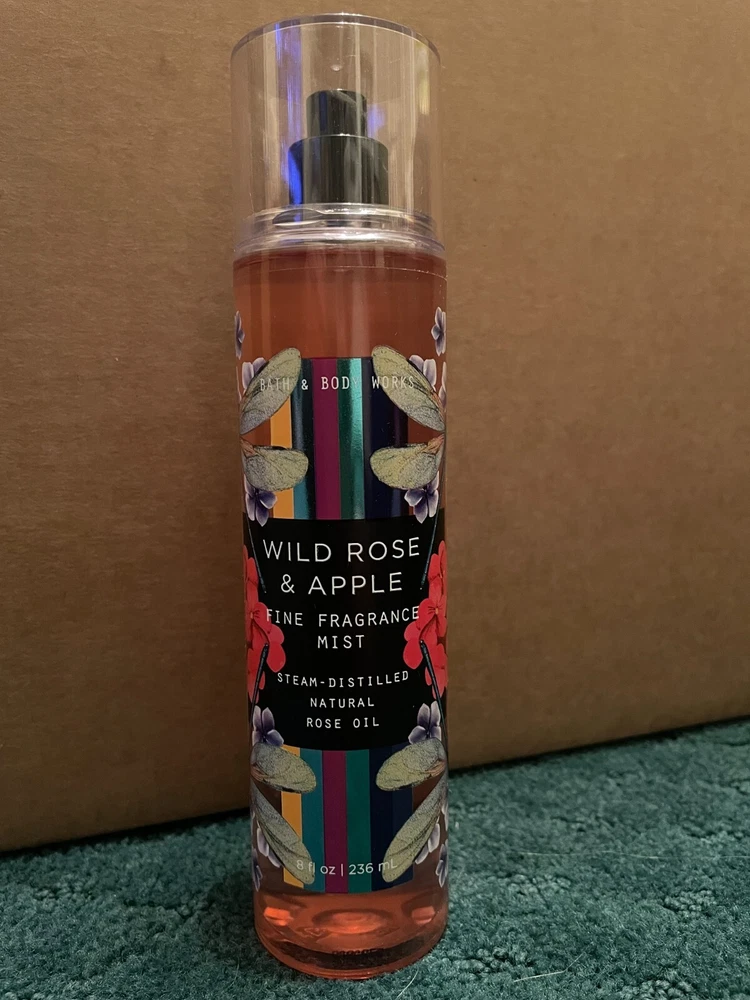 BATH & BODY WORKS
WILD ROSE
& APPLE
FINE FRAGRANCE
MIST
STEAM-DISTILLED
NATURAL
ROSE OIL
8 fl oz | 236 mL